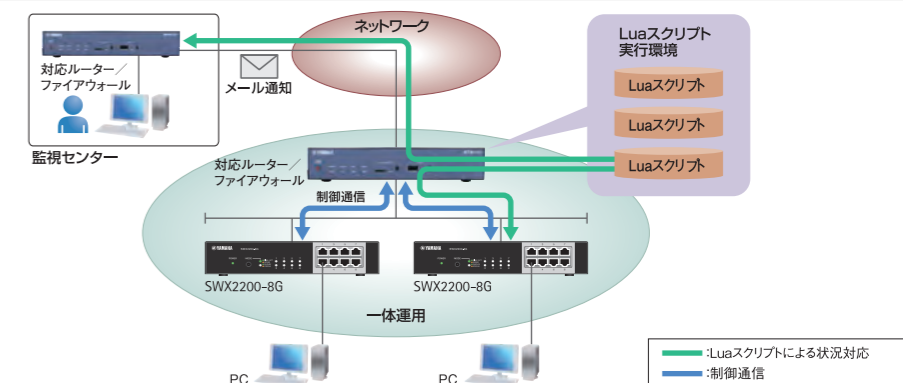 ネットワーク
Luaスクリプト
実行環境
対応ルーター／
ファイアウォール
メール通知
Luaスクリプト
Luaスクリプト
監視センター
対応ルーター／
ファイアウォール
Luaスクリプト
制御通信
YAMAHA
YAMAHA
SWX2200-8G
SWX2200-8G
一体運用
PC
PC
:Luaスクリプトによる状況対応
:制御通信